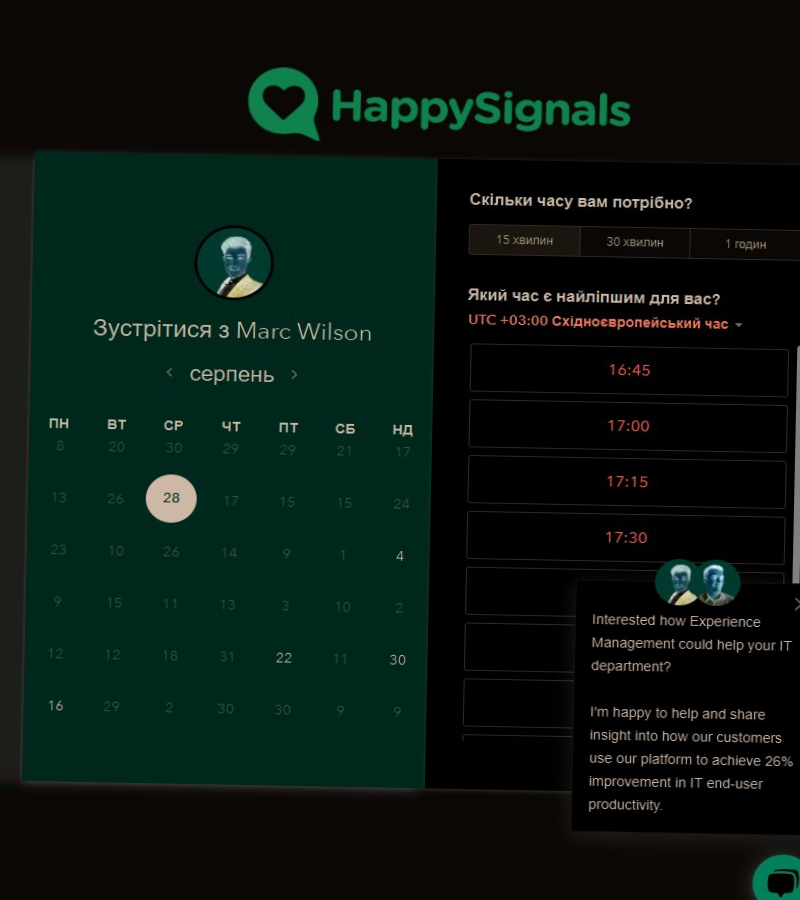 HappySignals
Зустрітися з Marc Wilson
серпень
ПН ВТ СР ЧТ ПТ СБ НД
8 20 30 29 29 21 17
13 26 28 17 15 15 24
23 10 26 14 9 1 4
9 15 11 13 3 10 2
12 12 18 31 22 11 30
16 29 2 30 30 9 9
Скільки часу вам потрібно?
15 хвилин 30 хвилин 1 годин
Який час є найліпшим для вас?
UTC +03:00 Східноєвропейський час
16:45
17:00
17:15
17:30
Interested how Experience
Management could help your IT
department?
I'm happy to help and share
insight into how our customers
use our platform to achieve 26%
improvement in IT end-user
productivity.